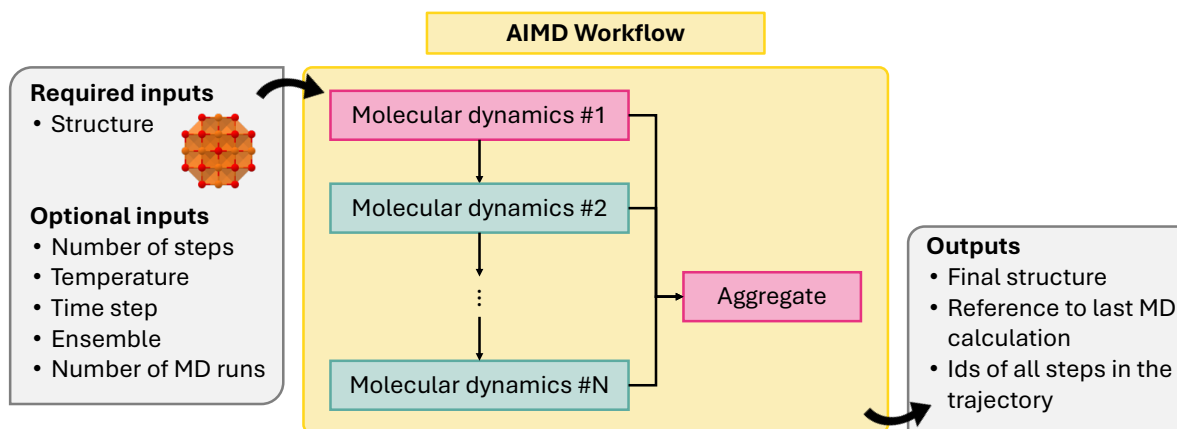 AIMD Workflow
Required inputs
• Structure
Optional inputs
• Number of steps
• Temperature
• Time step
• Ensemble
• Number of MD runs
Molecular dynamics #1
Molecular dynamics #2
⋮
Molecular dynamics #N
Aggregate
Outputs
• Final structure
• Reference to last MD
calculation
• Ids of all steps in the
trajectory